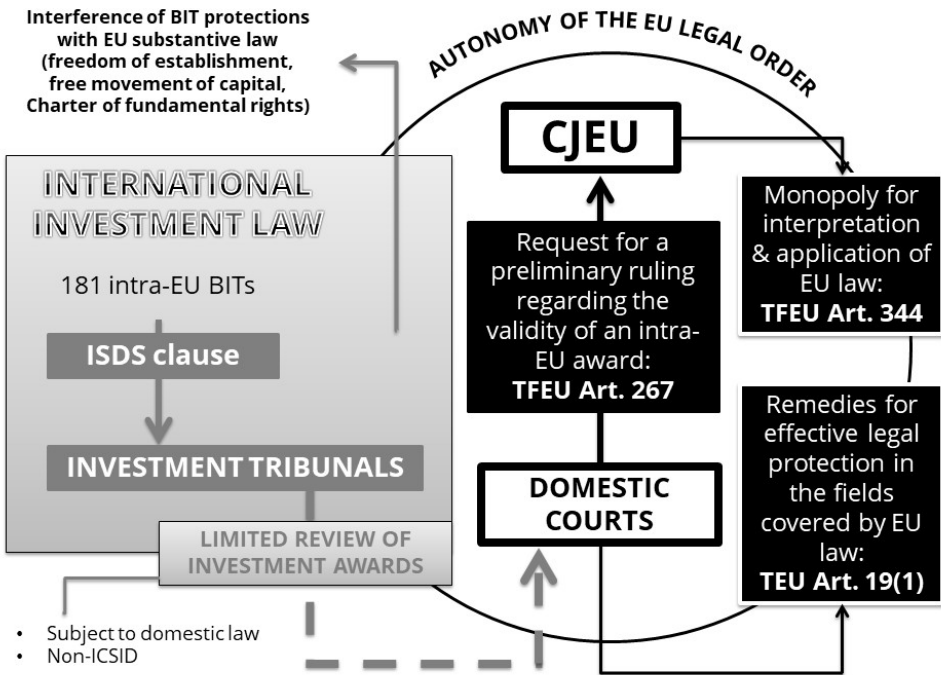 Interference of BIT protections
with EU substantive law
(freedom of establishment,
free movement of capital,
Charter of fundamental rights)
AUTONOMY OF THE EU LEGAL ORDER
INTERNATIONAL
INVESTMENT LAW
181 intra-EU BITs
ISDS clause
INVESTMENT TRIBUNALS
LIMITED REVIEW OF
INVESTMENT AWARDS
• Subject to domestic law
• Non-ICSID
CJEU
Request for a
preliminary ruling
regarding the
validity of an intra-
EU award:
TFEU Art. 267
DOMESTIC
COURTS
Monopoly for
interpretation
& application of
EU law:
TFEU Art. 344
Remedies for
effective legal
protection in
the fields
covered by EU
law:
TEU Art. 19(1)